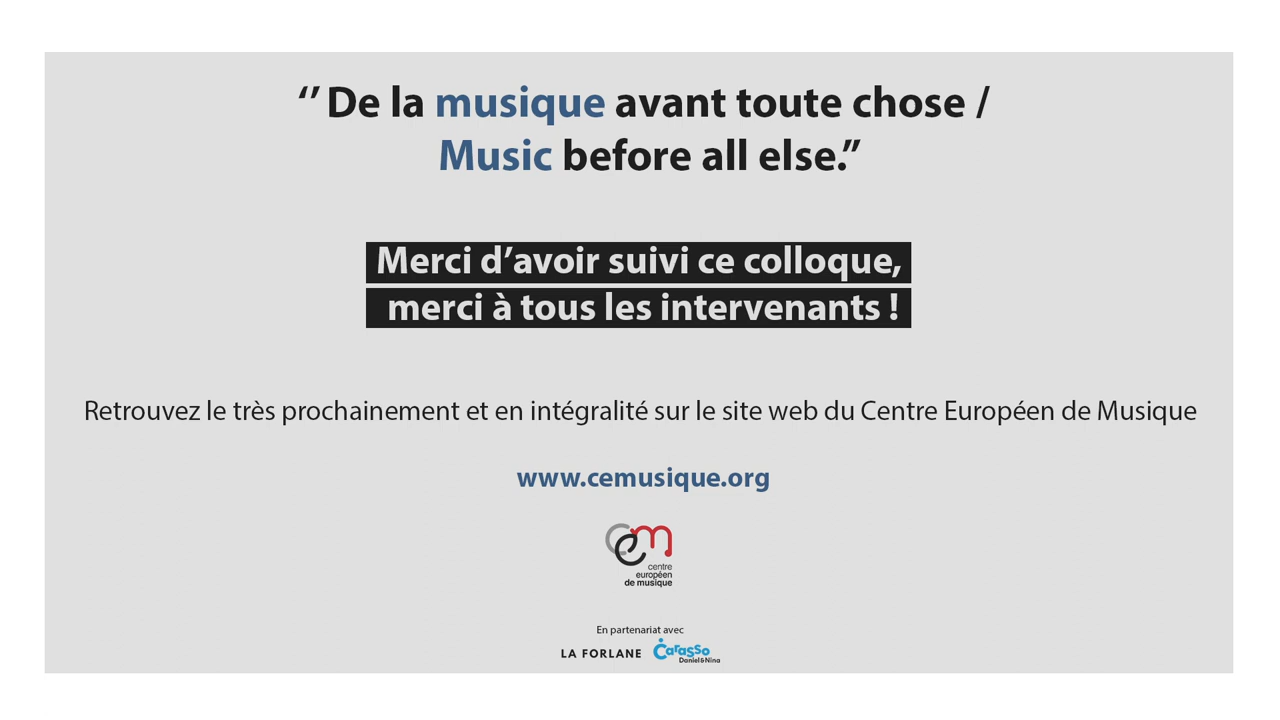 ‘’ De la musique avant toute chose /
Music before all else.”
Merci d’avoir suivi ce colloque,
merci à tous les intervenants !
Retrouvez le très prochainement et en intégralité sur le site web du Centre Européen de Musique
www.cemusique.org
cem
centre
européen
de musique
En partenariat avec
LA FORLANE
Carasso
Daniel&Nina